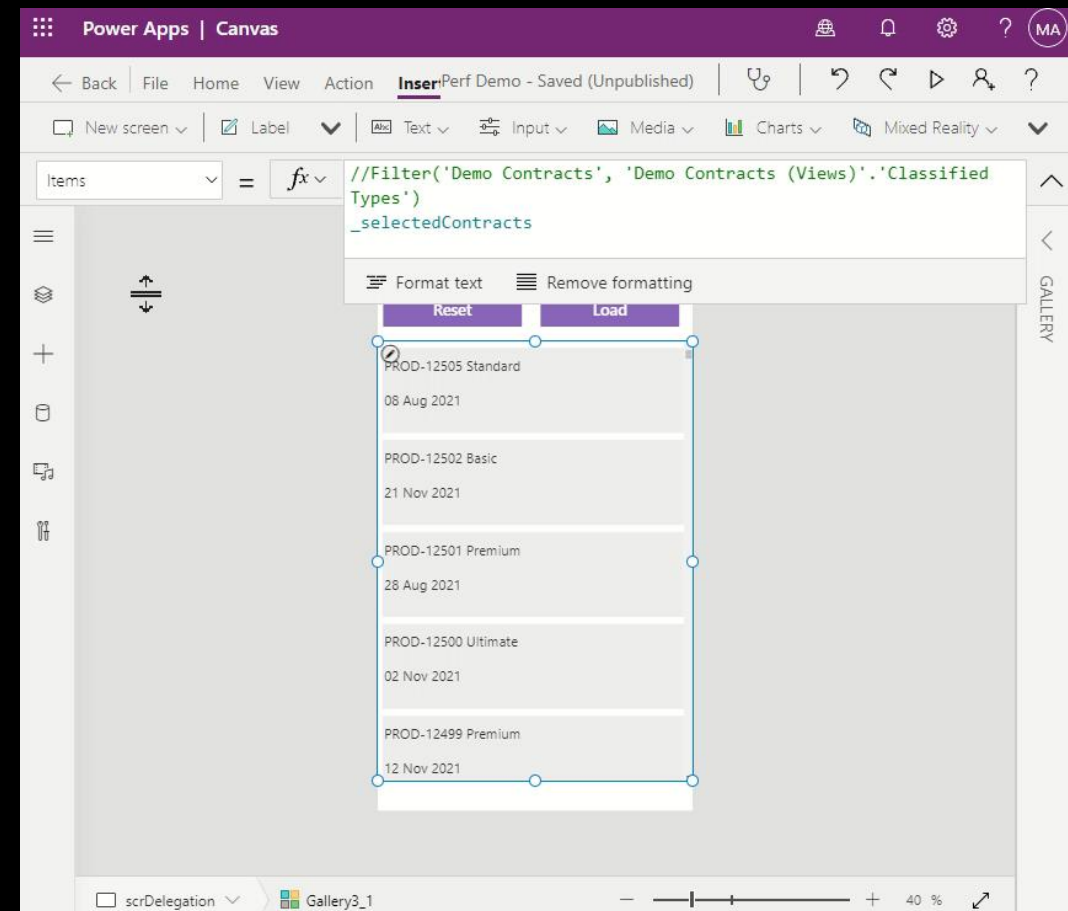 Power Apps | Canvas
MA
Back File Home View Action Inser Perf Demo - Saved (Unpublished) ?
New screen Label Text Input Media Charts Mixed Reality
Items = fx //Filter('Demo Contracts', 'Demo Contracts (Views)'.'Classified
Types')
_selectedContracts
Format text Remove formatting
GALLERY
Reset Load
PROD-12505 Standard
08 Aug 2021
PROD-12502 Basic
21 Nov 2021
PROD-12501 Premium
28 Aug 2021
PROD-12500 Ultimate
02 Nov 2021
PROD-12499 Premium
12 Nov 2021
scrDelegation Gallery3_1 40 %